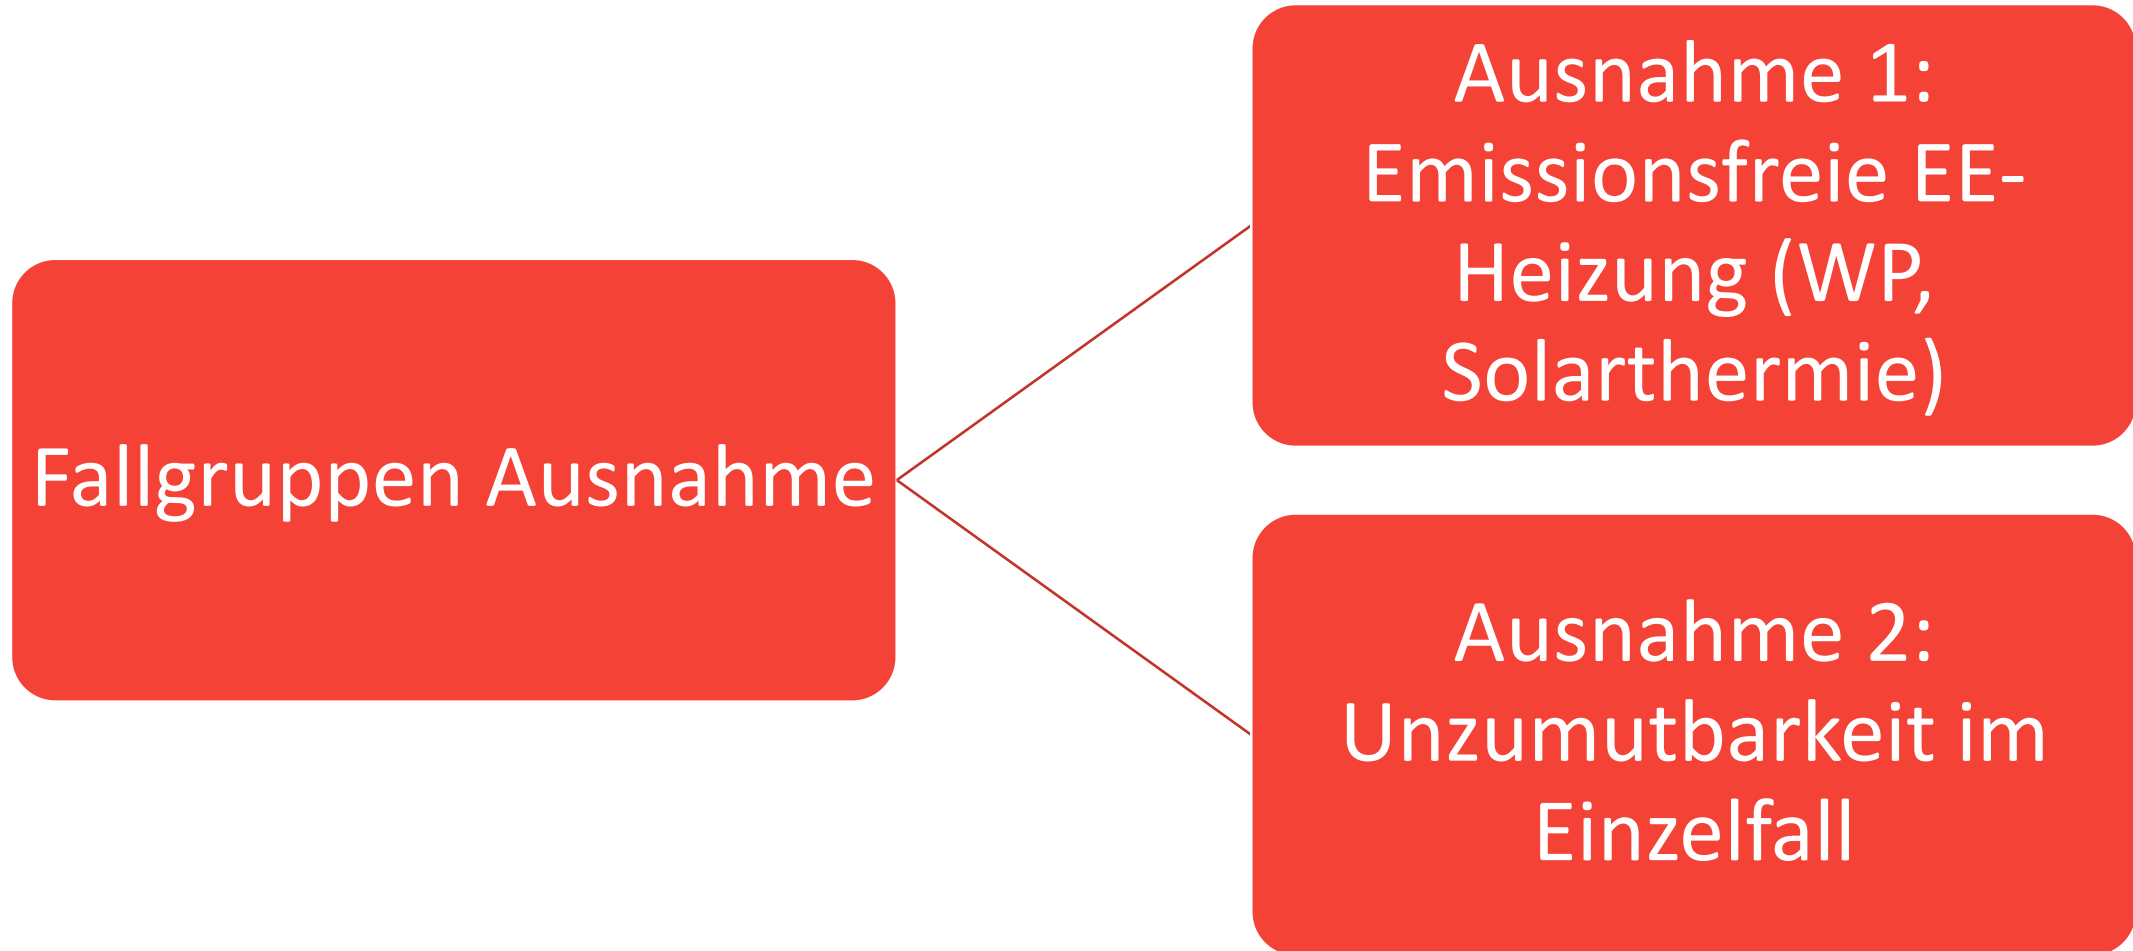 Fallgruppen Ausnahme
Ausnahme 1:
Emissionsfreie EE-
Heizung (WP,
Solarthermie)
Ausnahme 2:
Unzumutbarkeit im
Einzelfall